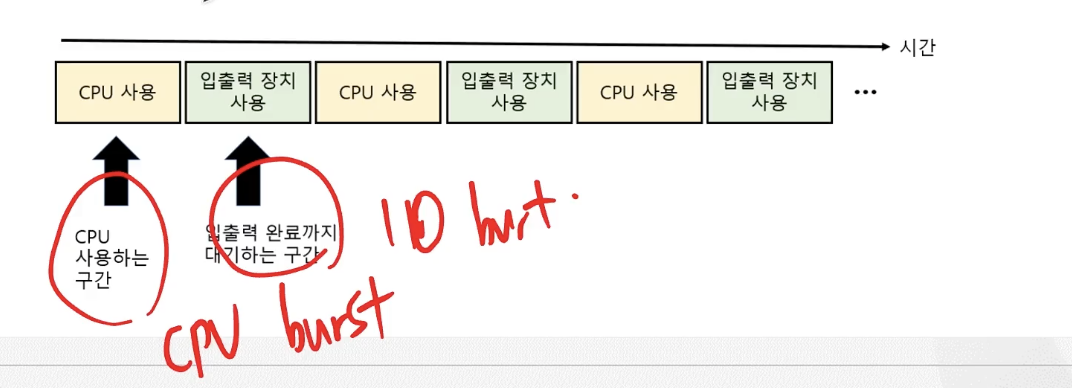 시간
CPU 사용
입출력 장치
사용
CPU 사용
입출력 장치
사용
CPU 사용
입출력 장치
사용
...
CPU
사용하는
구간
입출력 완료까지
대기하는 구간
IO burt.
CPU burst